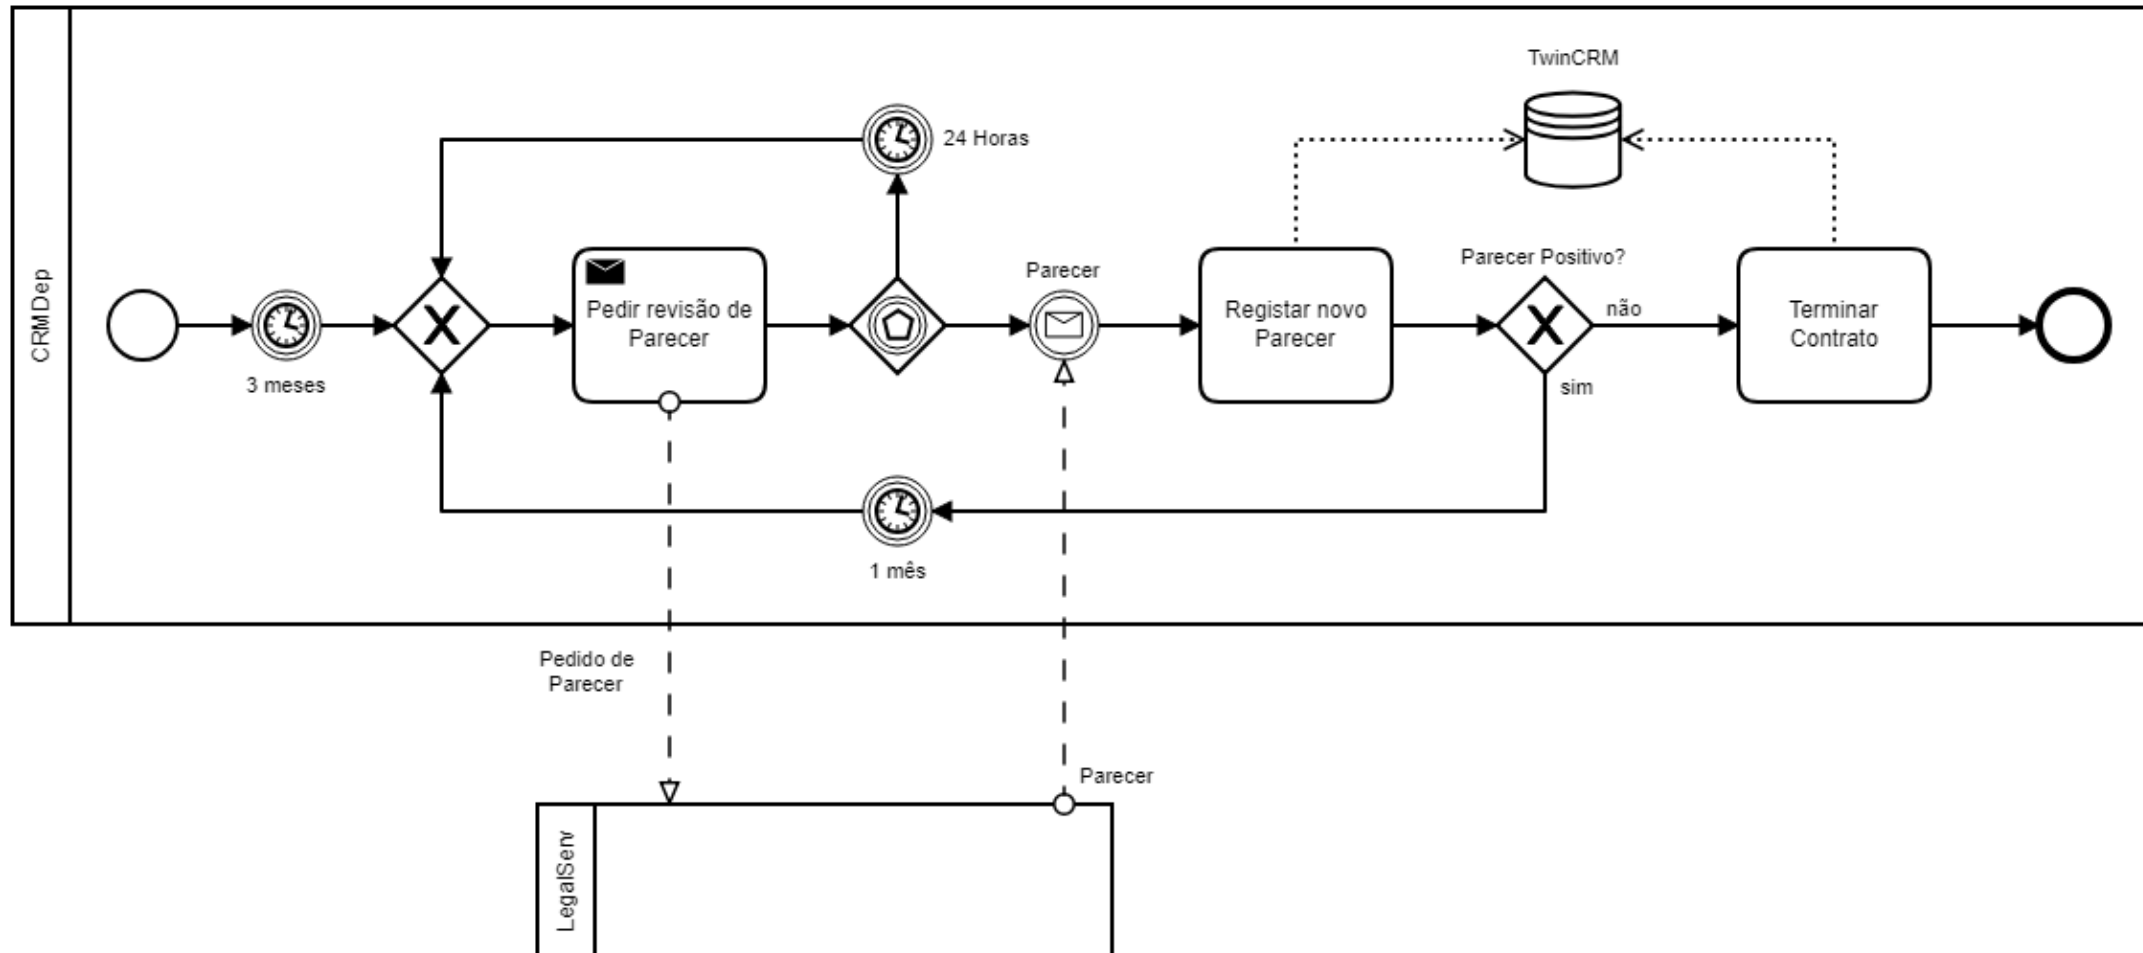 TwinCRM
24 Horas
CRMDep
3 meses
Pedir revisão de
Parecer
Parecer
Registar novo
Parecer
Parecer Positivo?
não
sim
Terminar
Contrato
1 mês
Pedido de
Parecer
Parecer
LegalServ